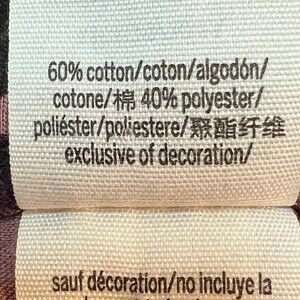 60% cotton/coton/algodón/
cotone/棉 40% polyester/
poliéster/poliestere/聚酯纤维
exclusive of decoration/
sauf décoration/no incluye la